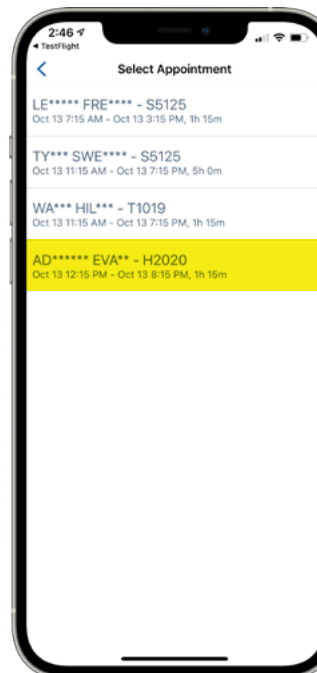 2:46
◀ TestFlight
Select Appointment
LE***** FRE**** - S5125
Oct 13 7:15 AM - Oct 13 3:15 PM, 1h 15m
TY*** SWE**** - S5125
Oct 13 11:15 AM - Oct 13 7:15 PM, 5h 0m
WA*** HIL*** - T1019
Oct 13 11:15 AM - Oct 13 7:15 PM, 1h 15m
AD****** EVA** - H2020
Oct 13 12:15 PM - Oct 13 8:15 PM, 1h 15m